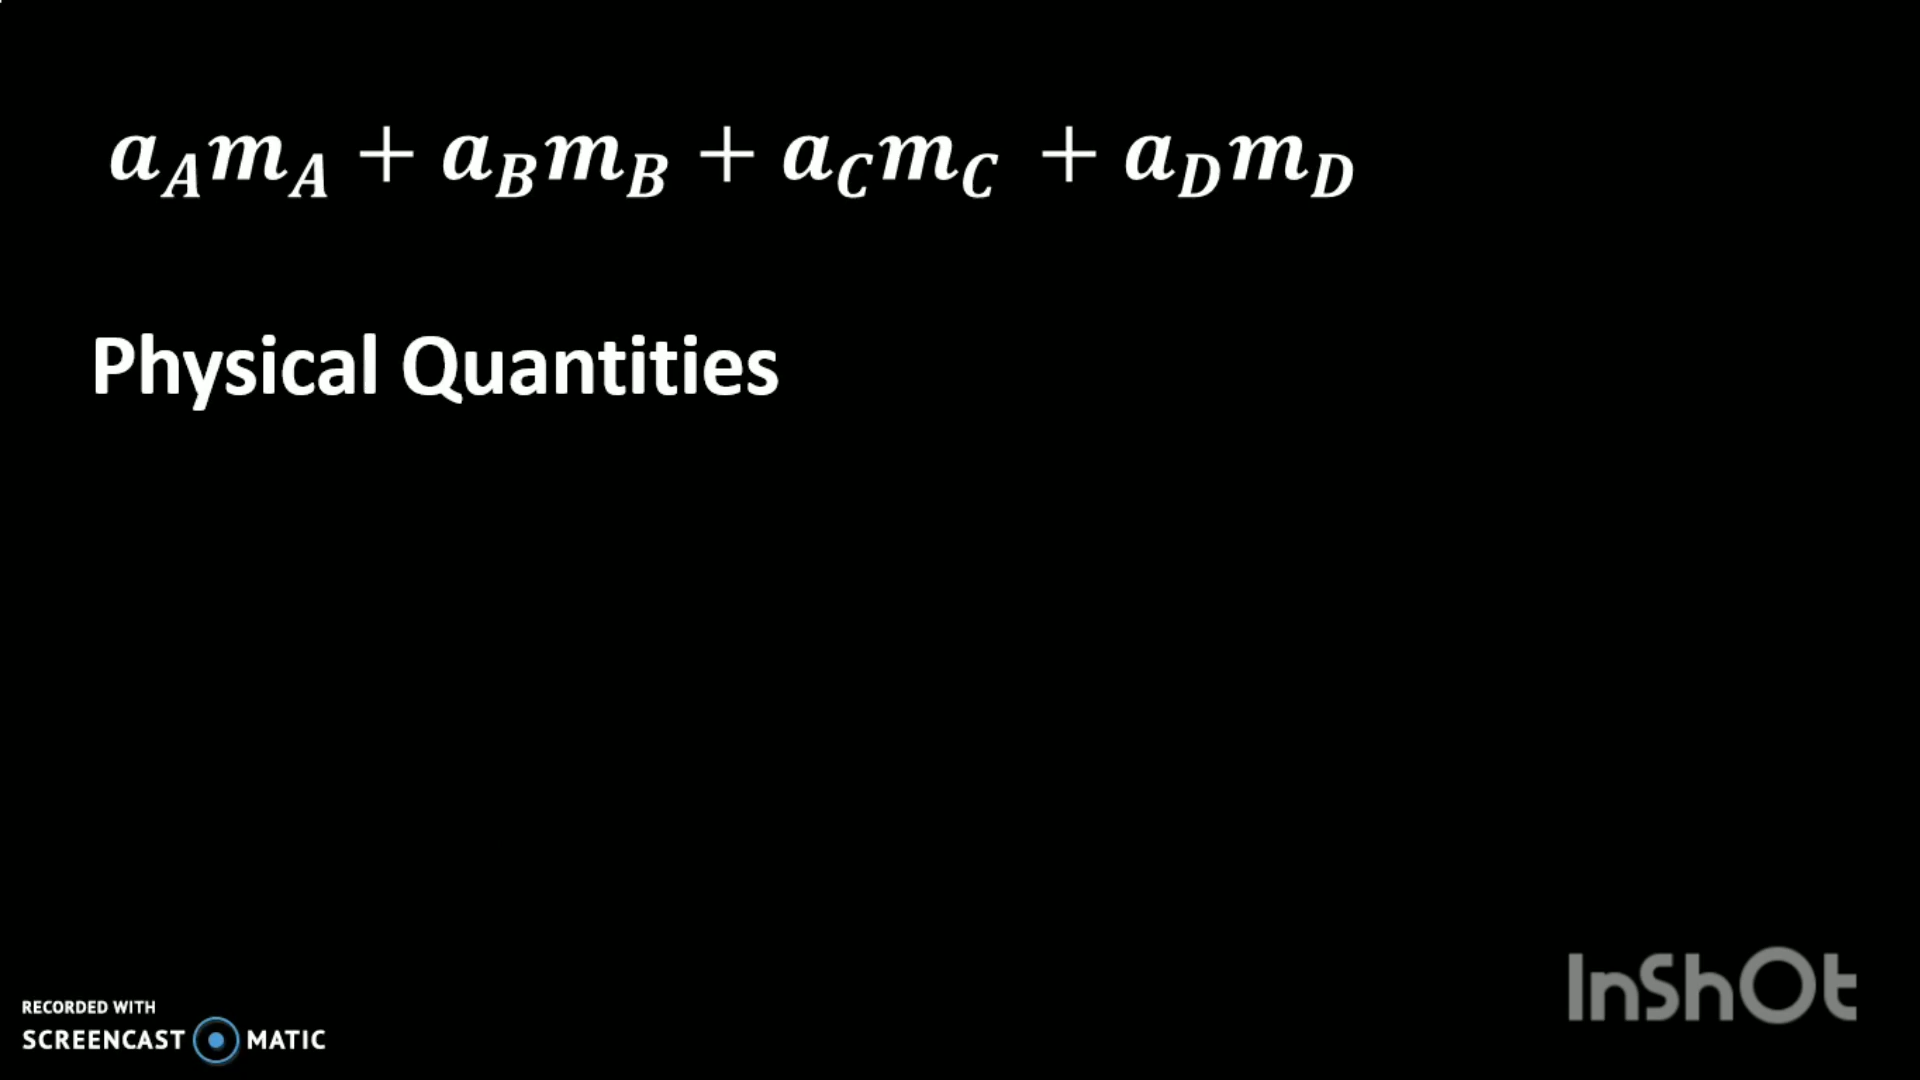 a_A m_A + a_B m_B + a_C m_C + a_D m_D
Physical Quantities
RECORDED WITH
SCREENCAST MATIC
InShOt